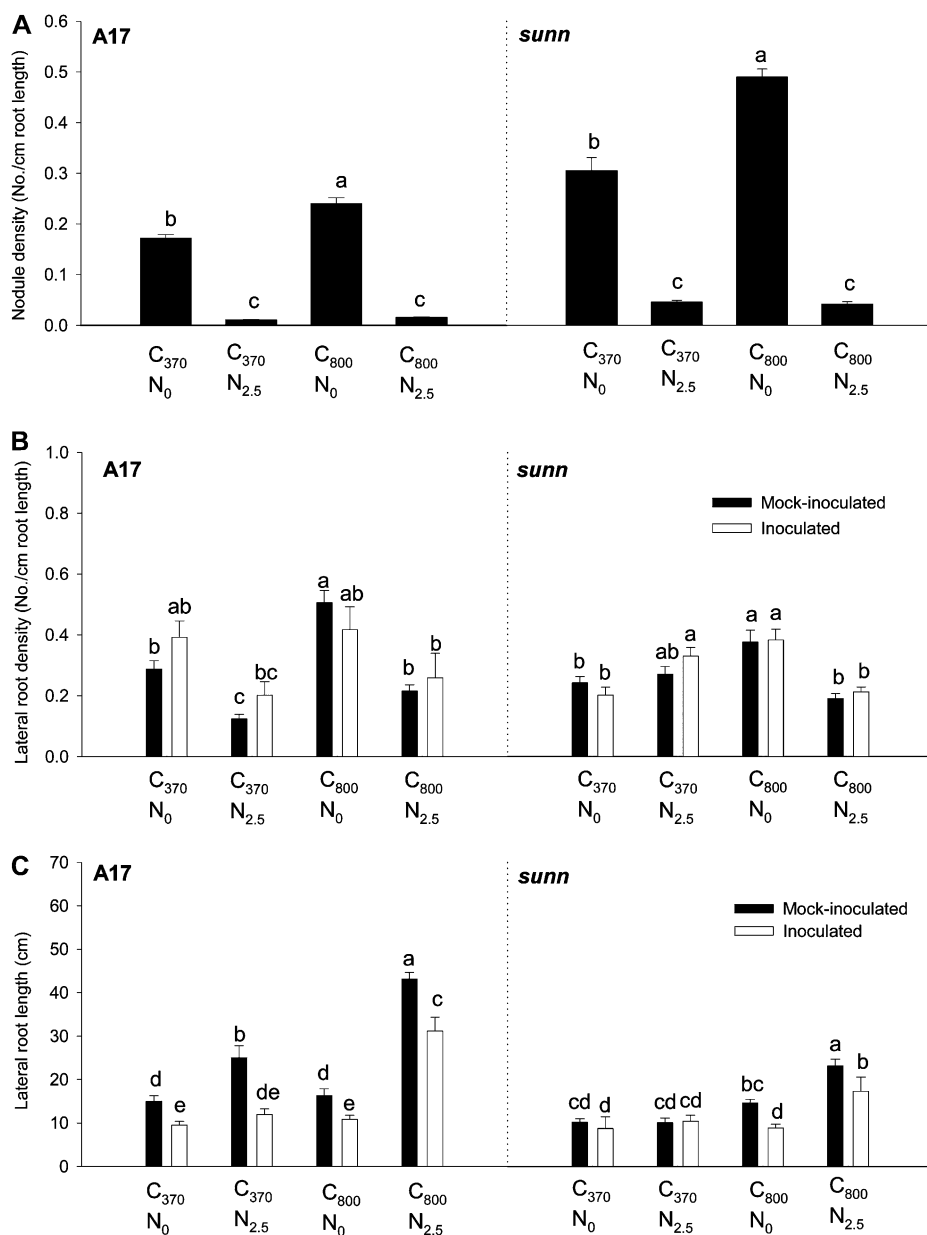 A
A17
sunn
Nodule density (No./cm root length)
0.6
0.5
0.4
0.3
0.2
0.1
0.0
b
c
a
c
b
c
a
c
C370 C370 C800 C800 C370 C370 C800 C800
N0 N2.5 N0 N2.5 N0 N2.5 N0 N2.5
B
A17
sunn
Lateral root density (No./cm root length)
1.0
0.8
0.6
0.4
0.2
0.0
Mock-inoculated
Inoculated
b ab c bc a ab b b b b ab a a a b b
C370 C370 C800 C800 C370 C370 C800 C800
N0 N2.5 N0 N2.5 N0 N2.5 N0 N2.5
C
A17
sunn
Lateral root length (cm)
70
60
50
40
30
20
10
0
Mock-inoculated
Inoculated
d e b de d e a c cd d cd cd bc d a b
C370 C370 C800 C800 C370 C370 C800 C800
N0 N2.5 N0 N2.5 N0 N2.5 N0 N2.5